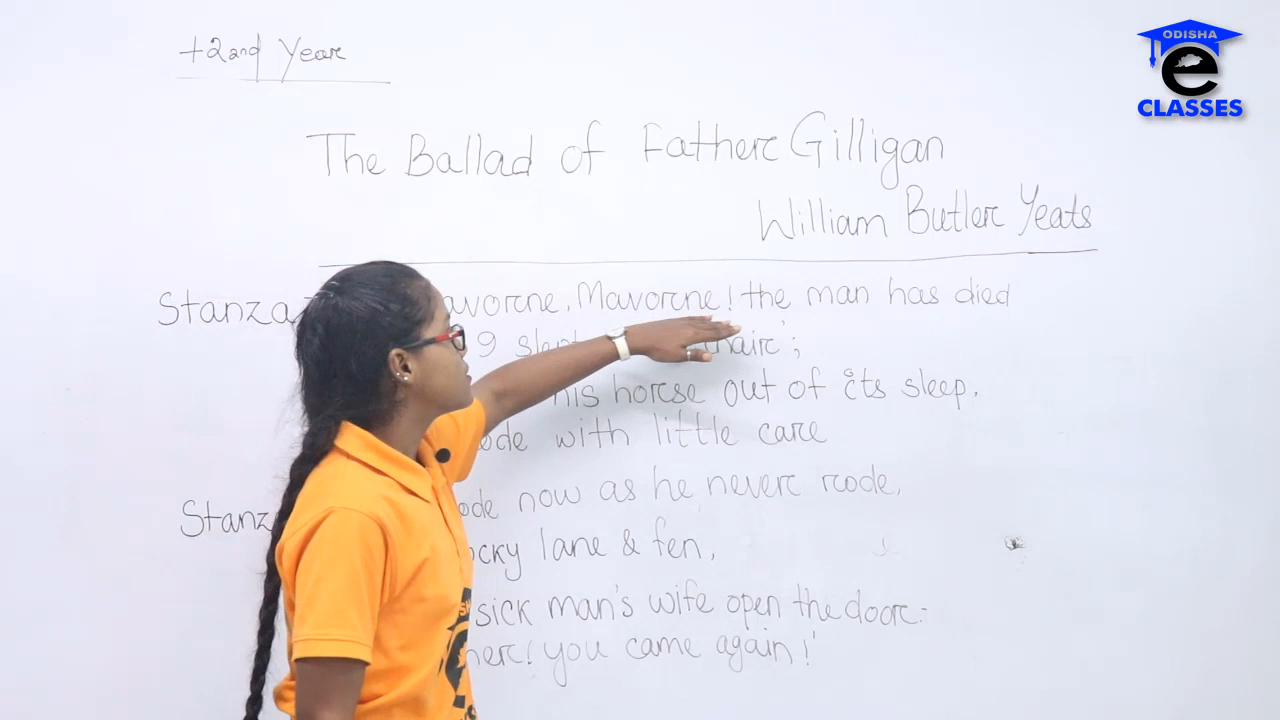 +2nd Year
ODISHA
e
CLASSES
The Ballad of Father Gilligan
William Butler Yeats
Stanza avorne, Mavorne! the man has died
I slept chair';
his horse out of its sleep,
ode with little care
Stanz ode now as he never rode,
ocky lane & fen,
sick man's wife open the door:
her! you came again!'